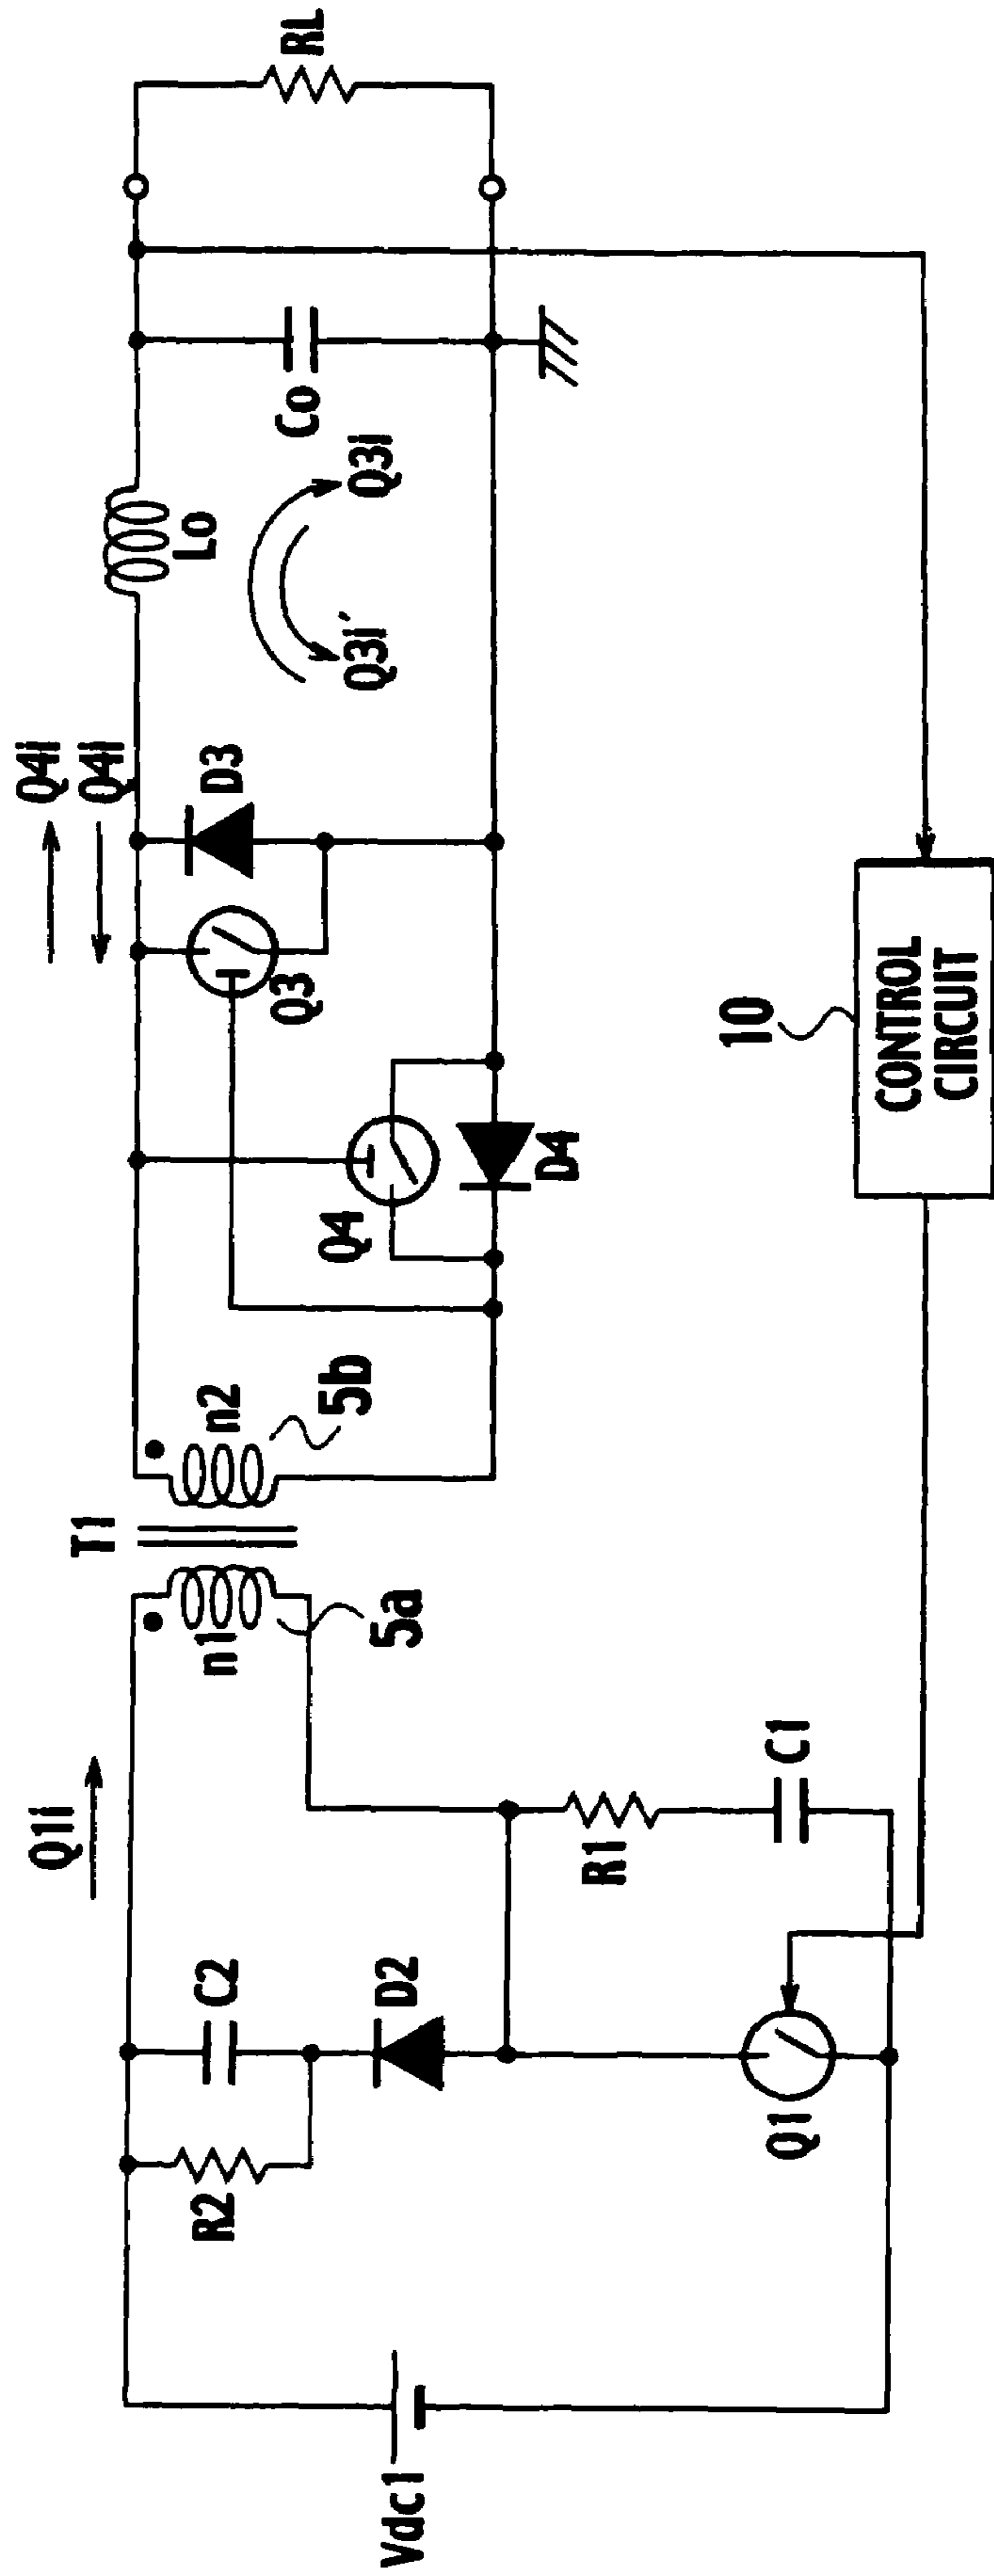 Q4i
Q1i
T1
Q4i
Lo
RL
R2
C2
n1
n2
D3
Q3
Co
5a
5b
Q4
Q3i´
Q3i
D2
Vdc1
D4
R1
10
Q1
C1
CONTROL
CIRCUIT